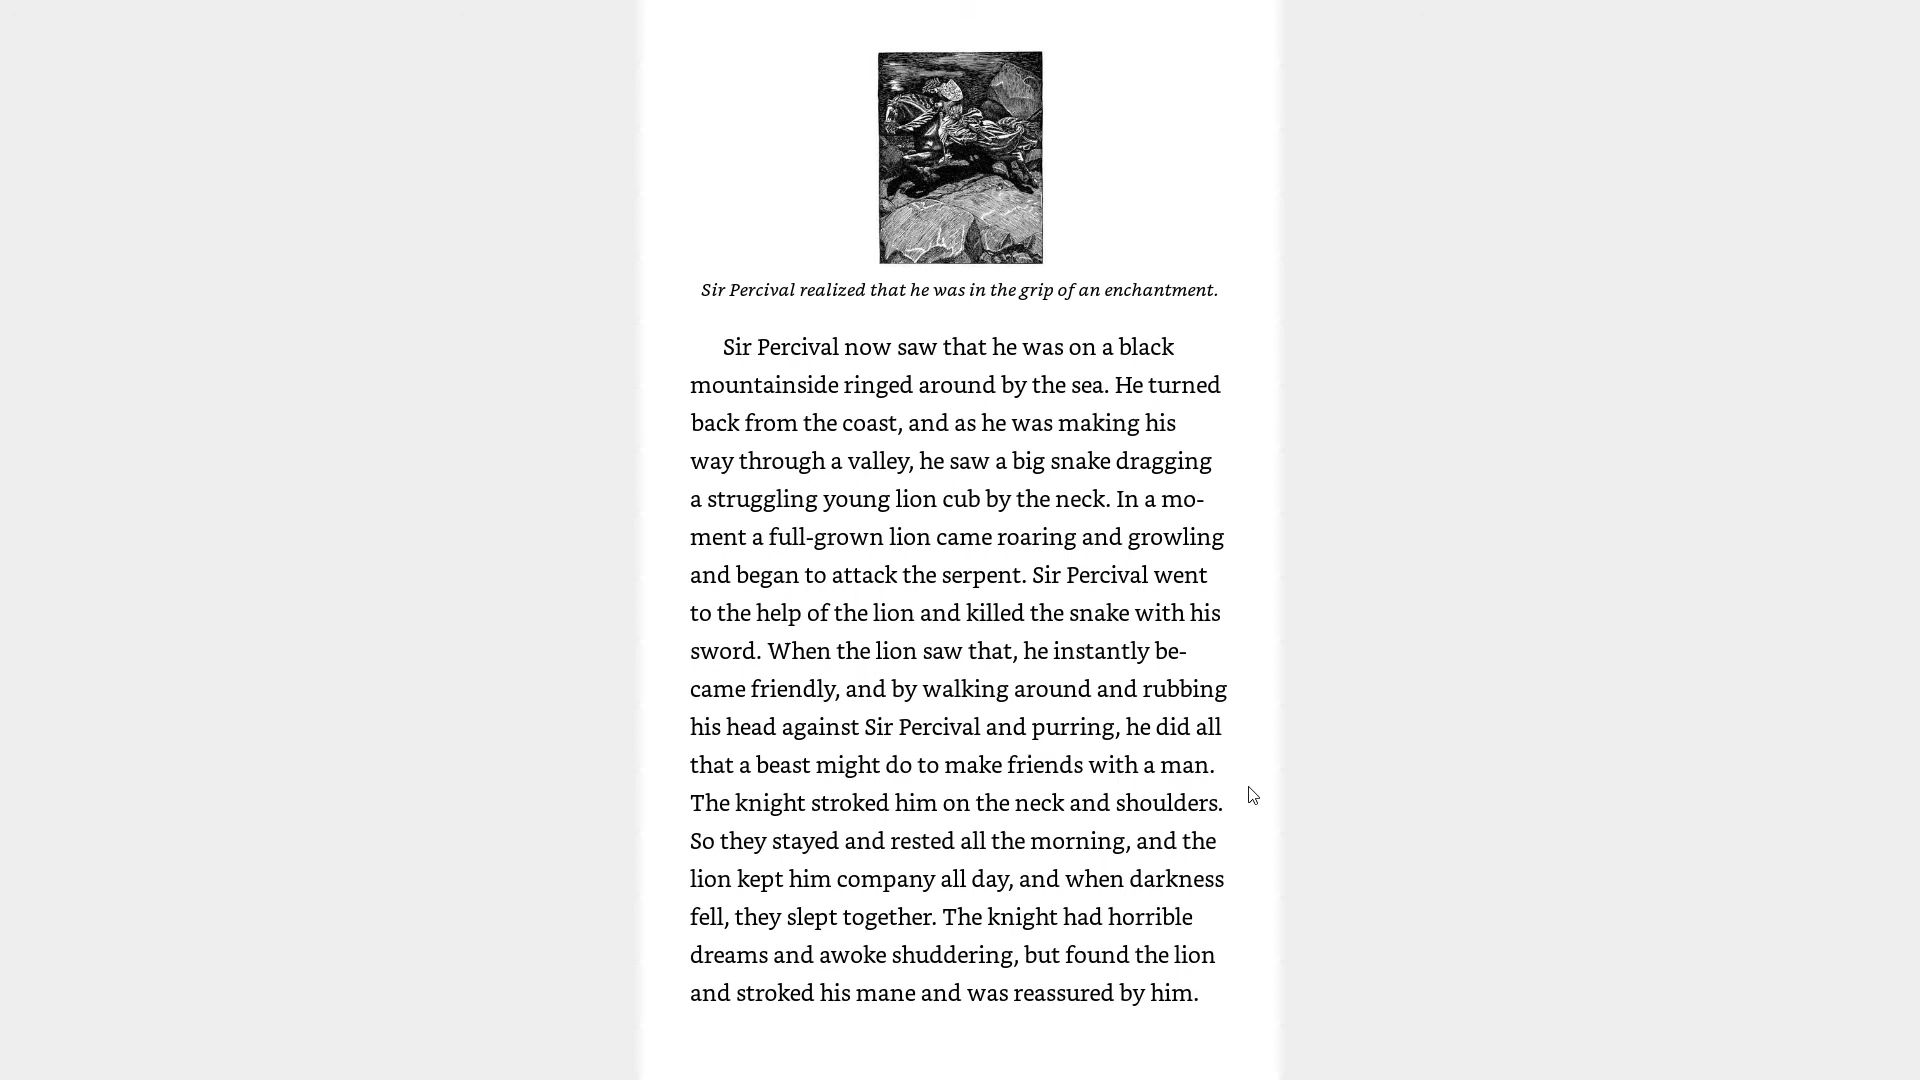 Sir Percival realized that he was in the grip of an enchantment.
Sir Percival now saw that he was on a black
mountainside ringed around by the sea. He turned
back from the coast, and as he was making his
way through a valley, he saw a big snake dragging
a struggling young lion cub by the neck. In a mo-
ment a full-grown lion came roaring and growling
and began to attack the serpent. Sir Percival went
to the help of the lion and killed the snake with his
sword. When the lion saw that, he instantly be-
came friendly, and by walking around and rubbing
his head against Sir Percival and purring, he did all
that a beast might do to make friends with a man.
The knight stroked him on the neck and shoulders.
So they stayed and rested all the morning, and the
lion kept him company all day, and when darkness
fell, they slept together. The knight had horrible
dreams and awoke shuddering, but found the lion
and stroked his mane and was reassured by him.